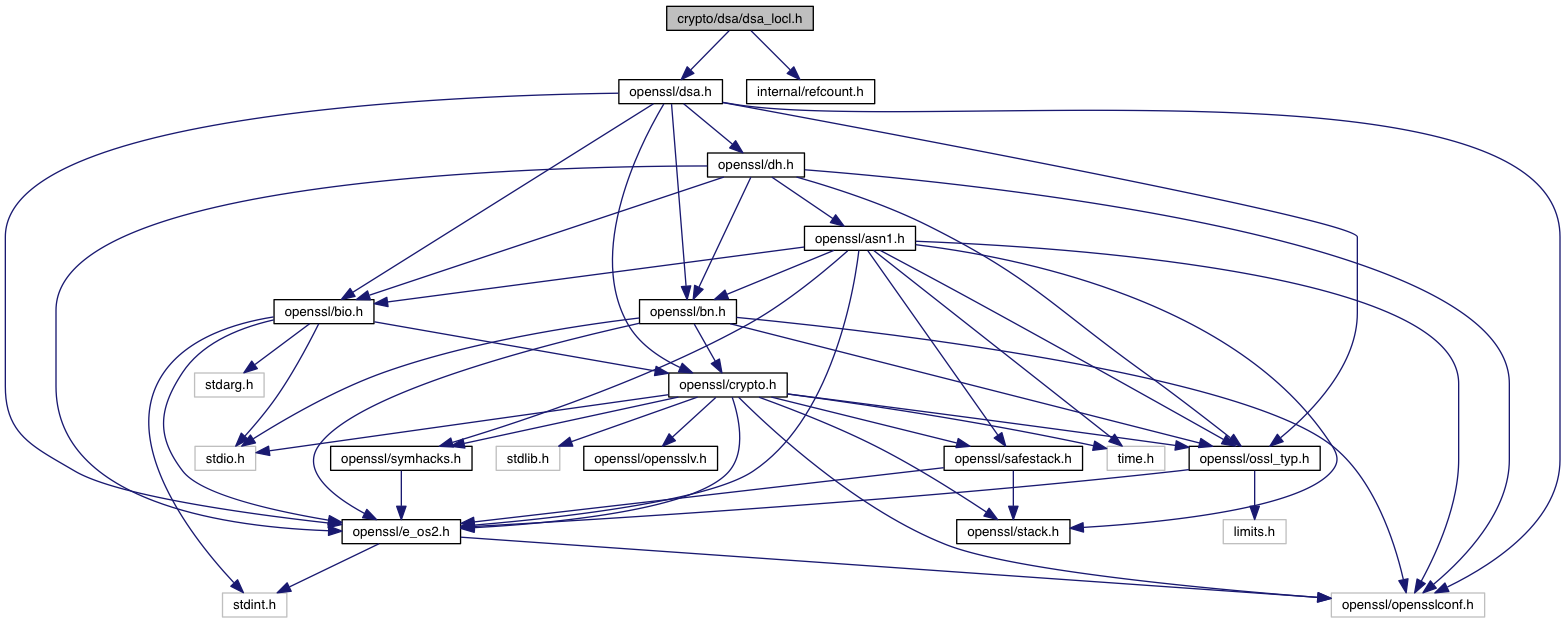 crypto/dsa/dsa_locl.h
openssl/dsa.h
internal/refcount.h
openssl/dh.h
openssl/asn1.h
openssl/bio.h
openssl/bn.h
stdarg.h
openssl/crypto.h
stdio.h
openssl/symhacks.h
stdlib.h
openssl/opensslv.h
openssl/safestack.h
time.h
openssl/ossl_typ.h
openssl/e_os2.h
openssl/stack.h
limits.h
stdint.h
openssl/opensslconf.h